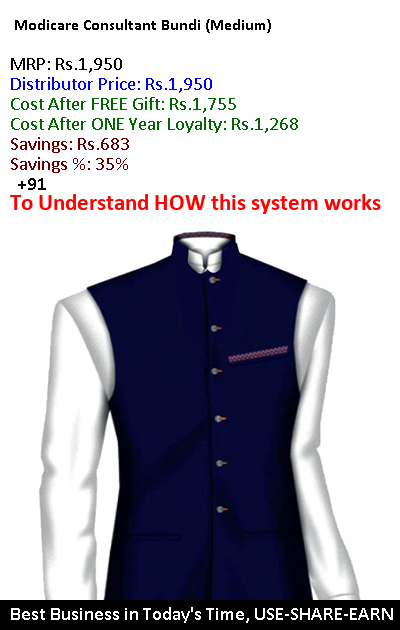 Modicare Consultant Bundi (Medium)
MRP: Rs.1,950
Distributor Price: Rs.1,950
Cost After FREE Gift: Rs.1,755
Cost After ONE Year Loyalty: Rs.1,268
Savings: Rs.683
Savings %: 35%
+91
To Understand HOW this system works
Best Business in Today's Time, USE-SHARE-EARN